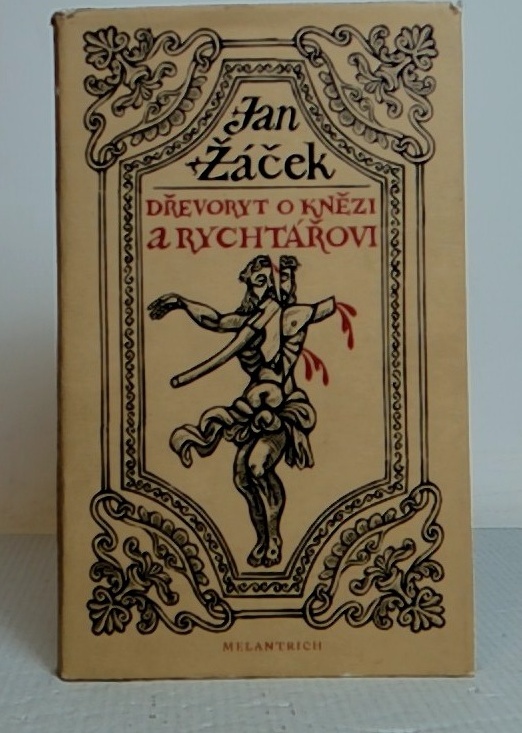 Jan
Žáček
DŘEVORYT O KNĚZI
a RYCHTÁŘOVI
MELANTRICH